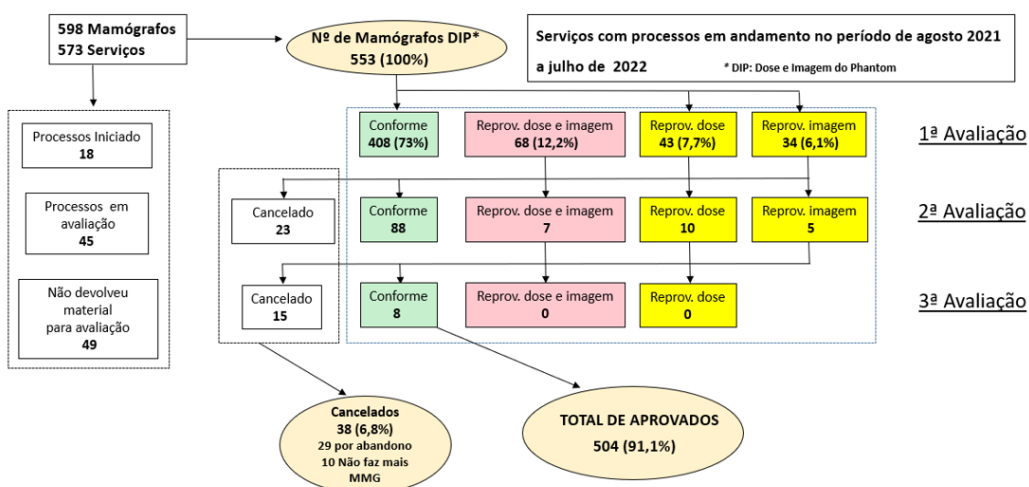 598 Mamógrafos
573 Serviços
Nº de Mamógrafos DIP*
553 (100%)
Serviços com processos em andamento no período de agosto 2021
a julho de 2022
* DIP: Dose e Imagem do Phantom
Processos Iniciado
18
Processos em
avaliação
45
Não devolveu
material
para avaliação
49
Conforme
408 (73%)
Reprov. dose e imagem
68 (12,2%)
Reprov. dose
43 (7,7%)
Reprov. imagem
34 (6,1%)
1ª Avaliação
Cancelado
23
Conforme
88
Reprov. dose e imagem
7
Reprov. dose
10
Reprov. imagem
5
2ª Avaliação
Cancelado
15
Conforme
8
Reprov. dose e imagem
0
Reprov. dose
0
3ª Avaliação
Cancelados
38 (6,8%)
29 por abandono
10 Não faz mais
MMG
TOTAL DE APROVADOS
504 (91,1%)